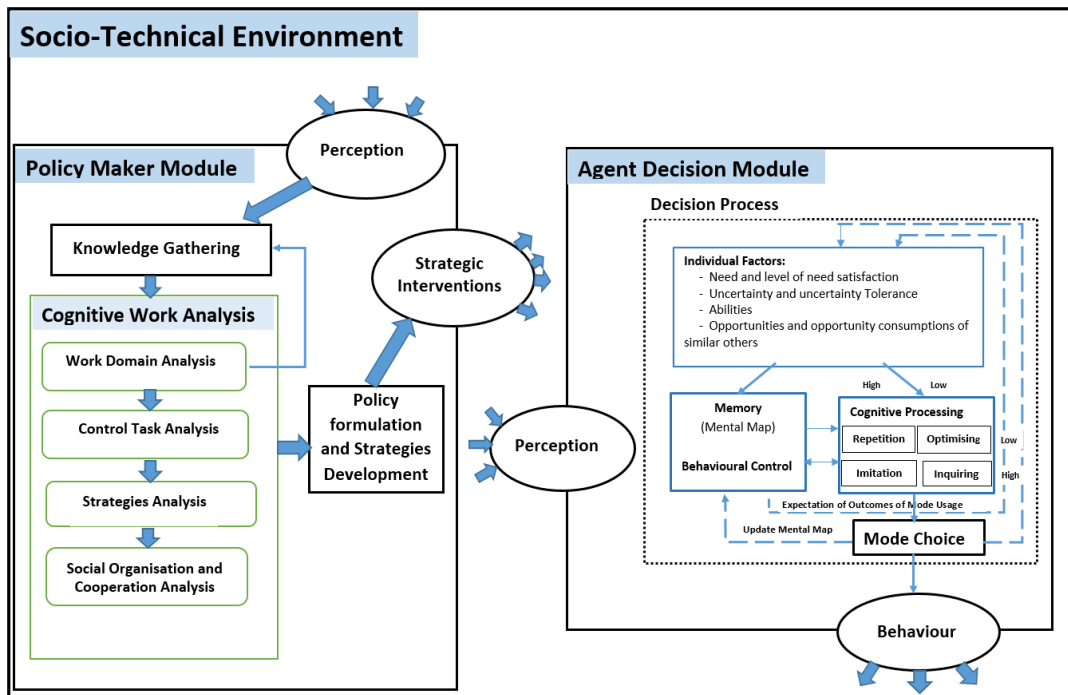 Socio-Technical Environment
Perception
Policy Maker Module
Knowledge Gathering
Cognitive Work Analysis
Work Domain Analysis
Control Task Analysis
Strategies Analysis
Social Organisation and
Cooperation Analysis
Strategic
Interventions
Policy
formulation
and Strategies
Development
Perception
Agent Decision Module
Decision Process
Individual Factors:
- Need and level of need satisfaction
- Uncertainty and uncertainty Tolerance
- Abilities
- Opportunities and opportunity consumptions of
similar others
High
Low
Memory
(Mental Map)
Behavioural Control
Cognitive Processing
Repetition
Optimising
Imitation
Inquiring
Low
High
Expectation of Outcomes of Mode Usage
Update Mental Map
Mode Choice
Behaviour